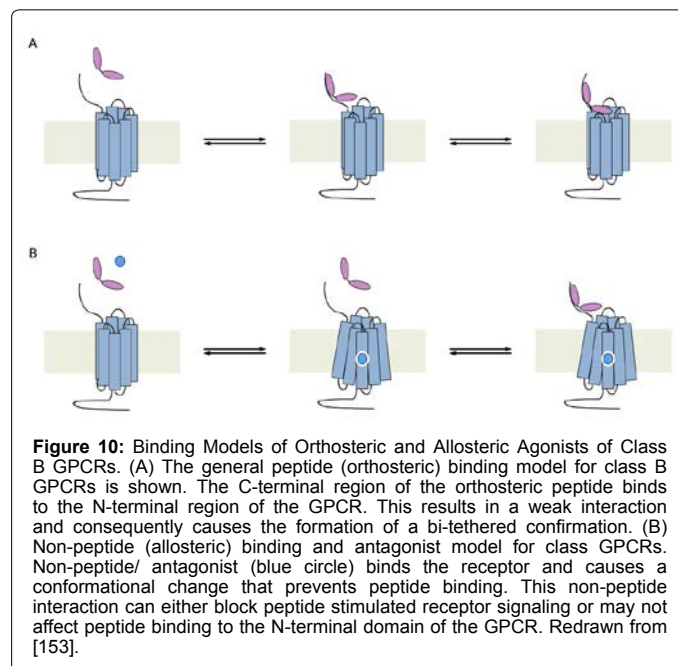 A
B
Figure 10: Binding Models of Orthosteric and Allosteric Agonists of Class
B GPCRs. (A) The general peptide (orthosteric) binding model for class B
GPCRs is shown. The C-terminal region of the orthosteric peptide binds
to the N-terminal region of the GPCR. This results in a weak interaction
and consequently causes the formation of a bi-tethered confirmation. (B)
Non-peptide (allosteric) binding and antagonist model for class GPCRs.
Non-peptide/ antagonist (blue circle) binds the receptor and causes a
conformational change that prevents peptide binding. This non-peptide
interaction can either block peptide stimulated receptor signaling or may not
affect peptide binding to the N-terminal domain of the GPCR. Redrawn from
[153].